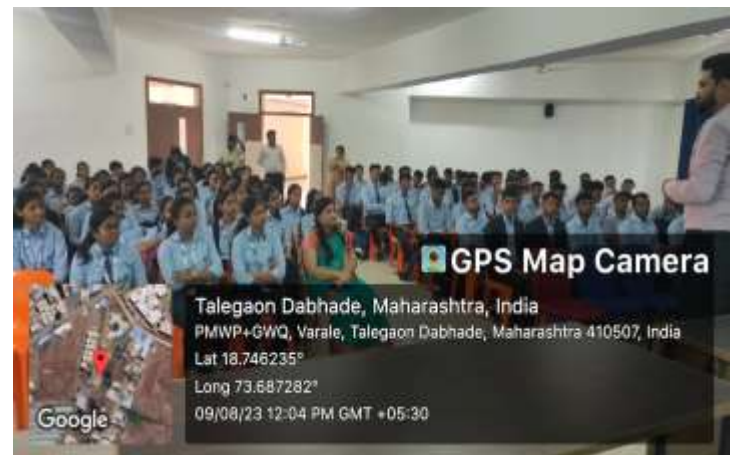 GPS Map Camera
Talegaon Dabhade, Maharashtra, India
PMWP+GWQ, Varale, Talegaon Dabhade, Maharashtra 410507, India
Lat 18.746235°
Long 73.687282°
09/08/23 12:04 PM GMT +05:30
Google